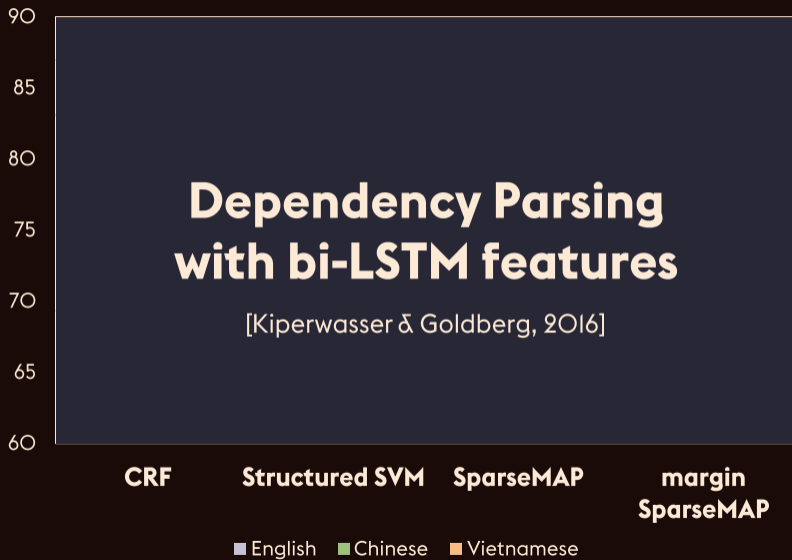 90
85
80
75
70
65
60
Dependency Parsing
with bi-LSTM features
[Kiperwasser & Goldberg, 2016]
CRF Structured SVM SparseMAP margin
SparseMAP
English Chinese Vietnamese